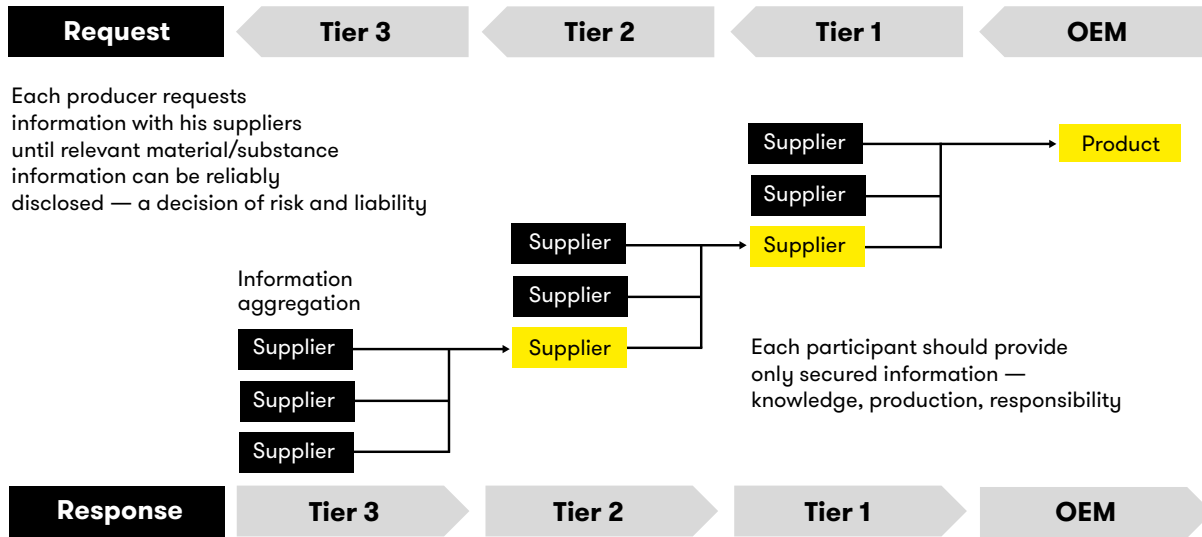 Request
Tier 3
Tier 2
Tier 1
OEM
Each producer requests
information with his suppliers
until relevant material/substance
information can be reliably
disclosed — a decision of risk and liability
Supplier
Product
Supplier
Supplier
Supplier
Supplier
Supplier
Information
aggregation
Supplier
Supplier
Supplier
Each participant should provide
only secured information —
knowledge, production, responsibility
Response
Tier 3
Tier 2
Tier 1
OEM